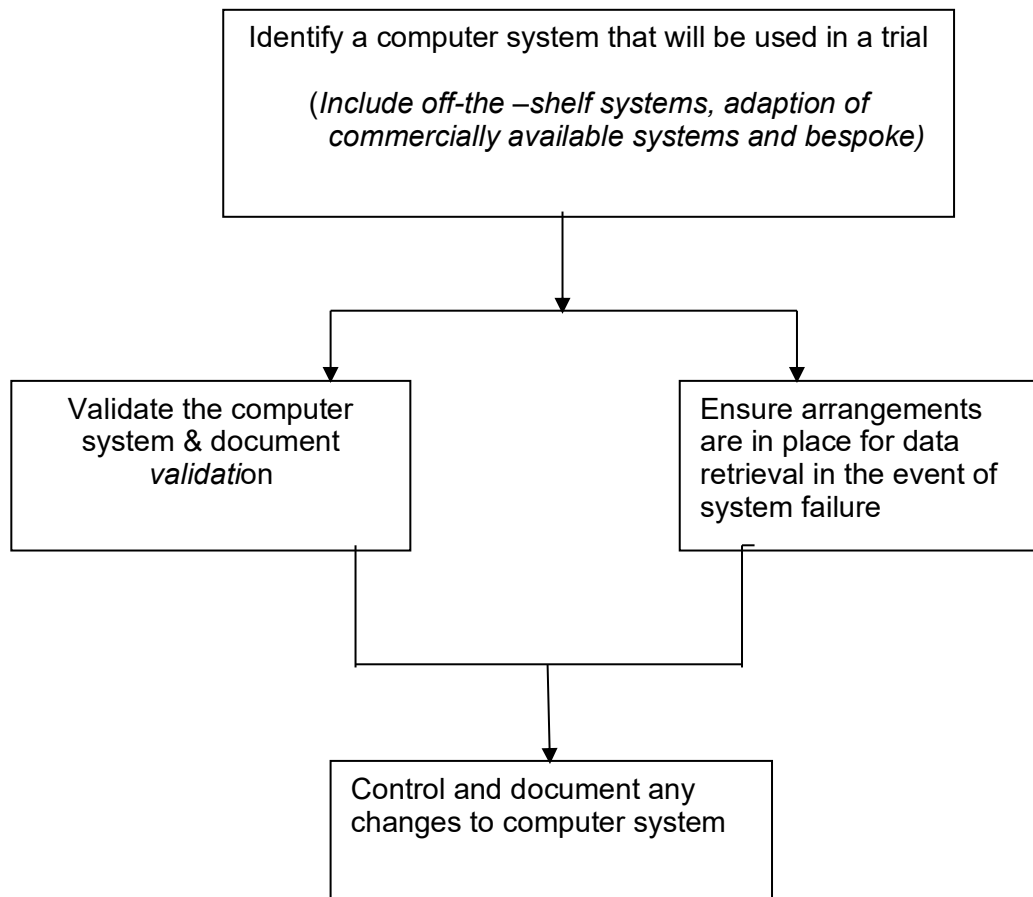 Identify a computer system that will be used in a trial
(Include off-the –shelf systems, adaption of
commercially available systems and bespoke)
Validate the computer
system & document
validation
Ensure arrangements
are in place for data
retrieval in the event of
system failure
Control and document any
changes to computer system